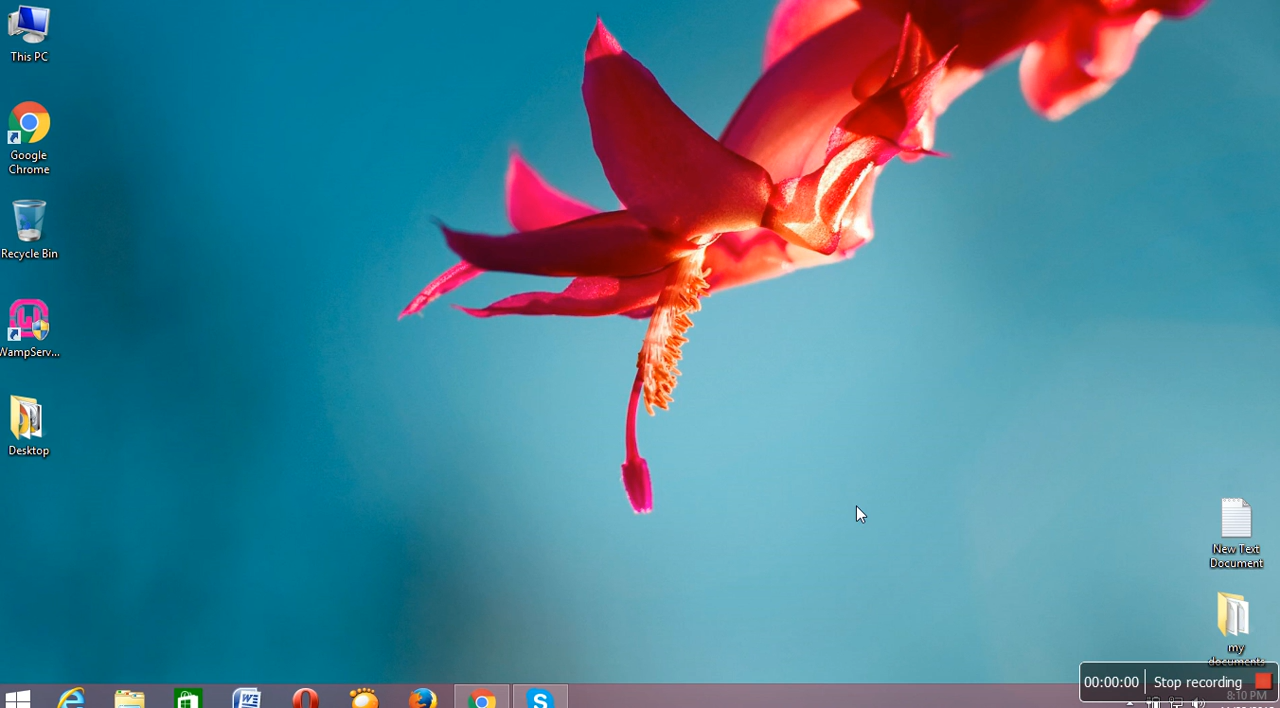 This PC
Google
Chrome
Recycle Bin
WampServ...
Desktop
New Text
Document
my
documents
00:00:00 Stop recording
8:10 PM